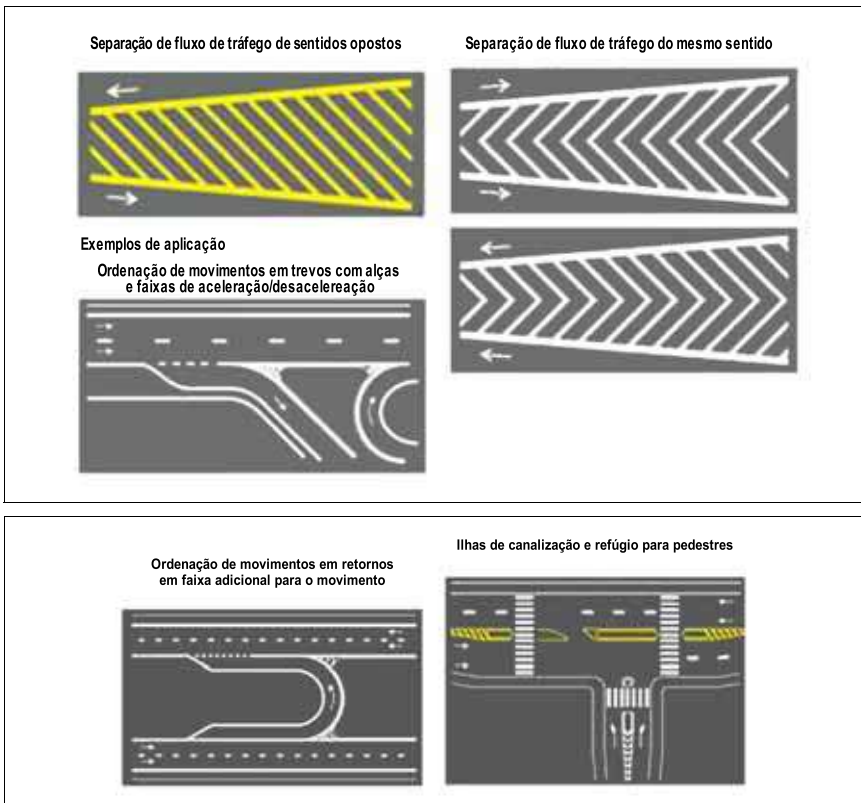 Separação de fluxo de tráfego de sentidos opostos
Separação de fluxo de tráfego do mesmo sentido
Exemplos de aplicação
Ordenação de movimentos em trevos com alças
e faixas de aceleração/desacelereação
Ordenação de movimentos em retornos
em faixa adicional para o movimento
Ilhas de canalização e refúgio para pedestres